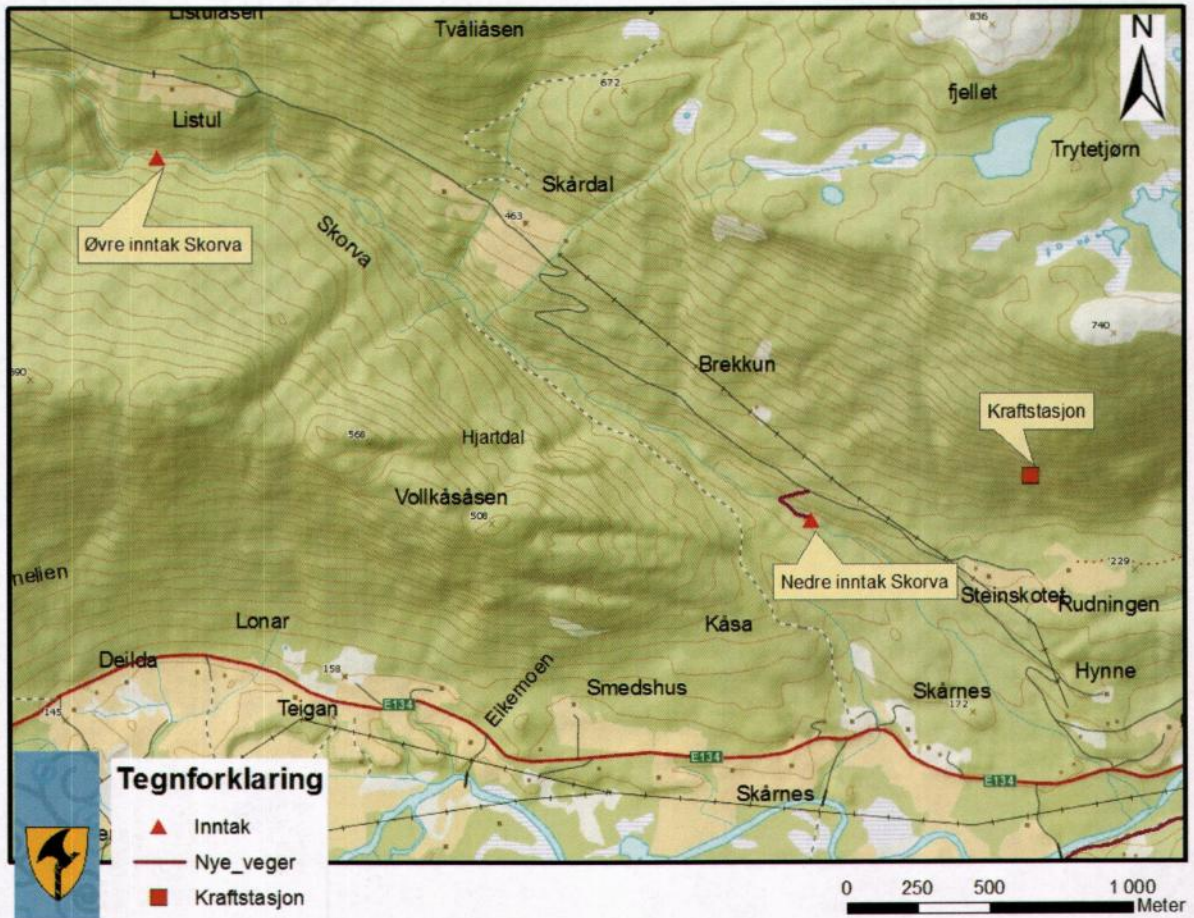 Listulåsen
Tvåliåsen
836
N
672
fjellet
Listul
Trytetjørn
Skårdal
463
Øvre inntak Skorva
Skorva
740
Brekkun
Kraftstasjon
568
Hjartdal
Vollkåsåsen
508
Nedre inntak Skorva
229
Steinskotet
Rudningen
nelien
Lonar
Kåsa
Deilda
158
Eikemoen
Smedshus
Skårnes
172
Hynne
145
Teigan
E134
E134
E134
Skårnes
Tegnforklaring
Inntak
Nye_veger
Kraftstasjon
0 250 500 1 000
Meter